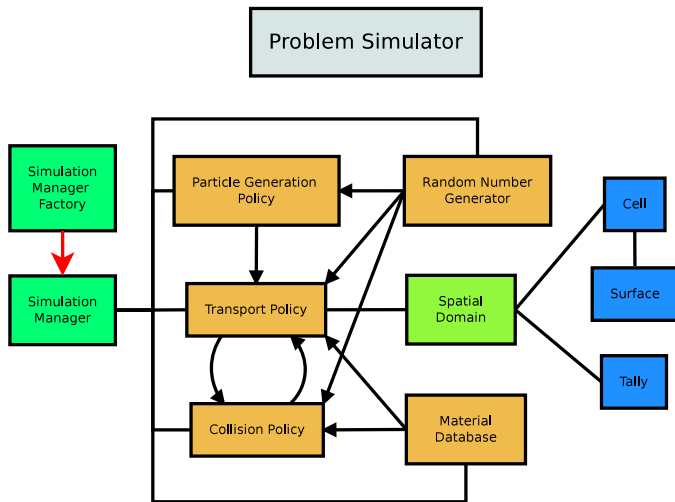 Problem Simulator
Simulation
Manager
Factory
Particle Generation
Policy
Random Number
Generator
Cell
Simulation
Manager
Transport Policy
Spatial
Domain
Surface
Tally
Collision Policy
Material
Database